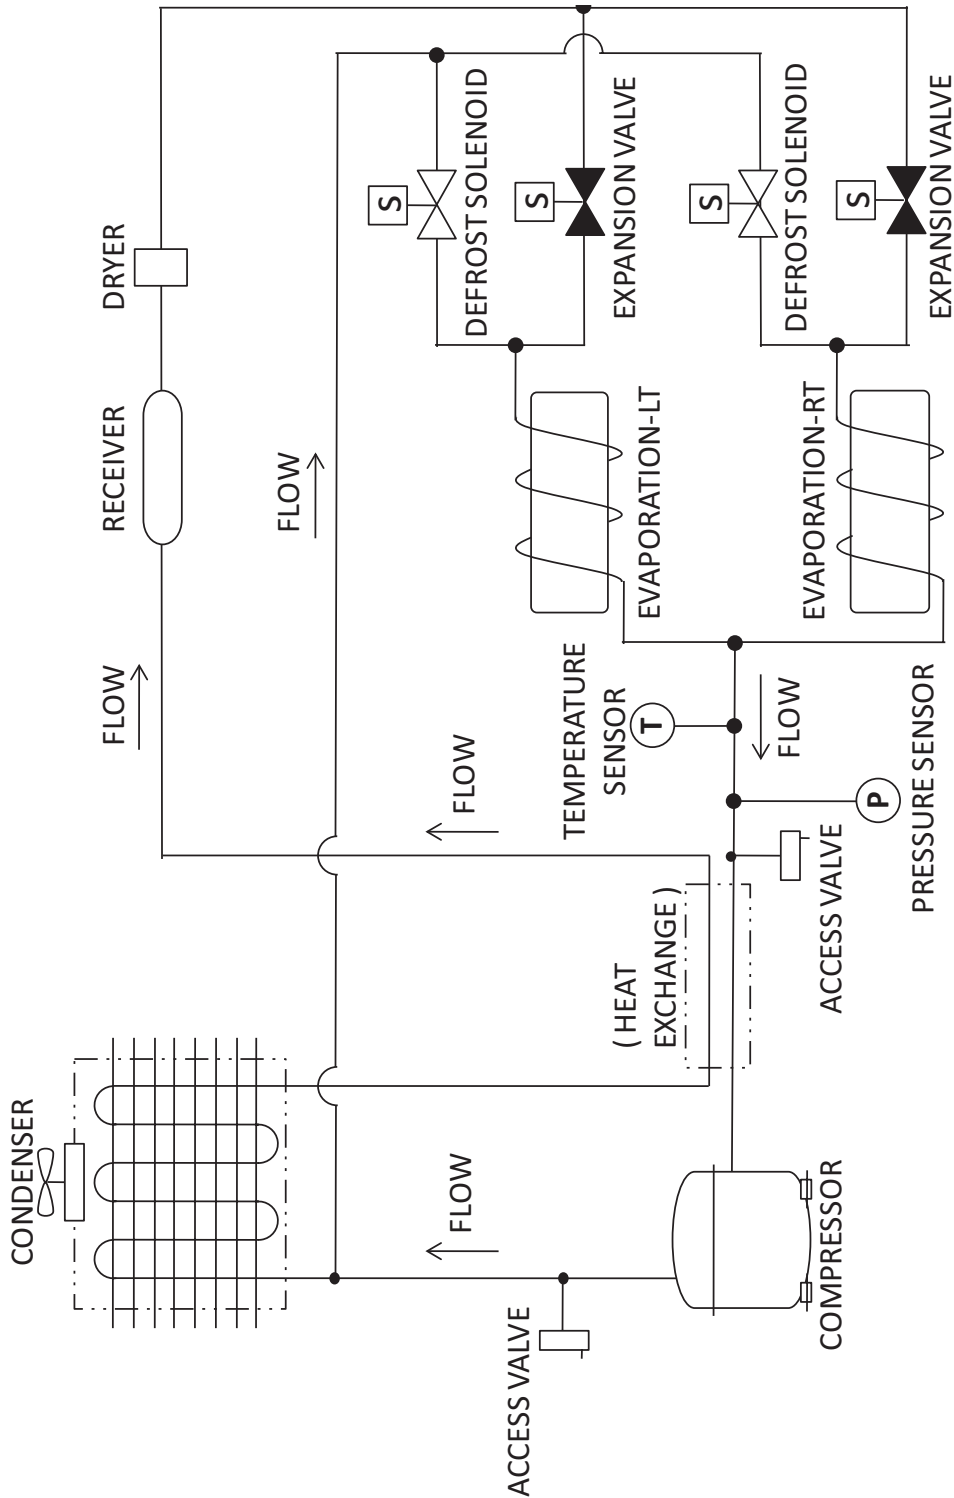 CONDENSER
FLOW
RECEIVER
DRYER
FLOW
S
FLOW
FLOW
DEFROST SOLENOID
ACCESS VALVE
S
TEMPERATURE
SENSOR
( HEAT
EXCHANGE )
EXPANSION VALVE
EVAPORATION-LT
T
S
FLOW
DEFROST SOLENOID
EVAPORATION-RT
COMPRESSOR
ACCESS VALVE
S
P
PRESSURE SENSOR
EXPANSION VALVE